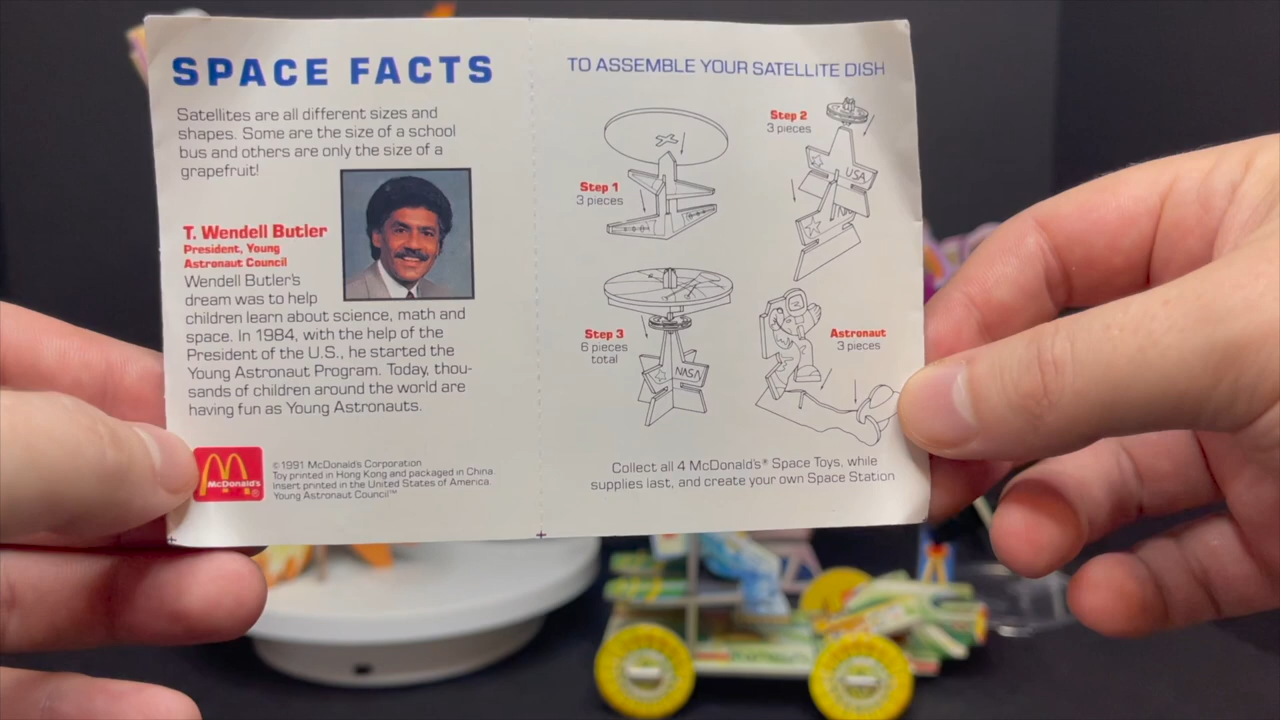 SPACE FACTS
Satellites are all different sizes and
shapes. Some are the size of a school
bus and others are only the size of a
grapefruit!
T. Wendell Butler
President, Young
Astronaut Council
Wendell Butler's
dream was to help
children learn about science, math and
space. In 1984, with the help of the
President of the U.S., he started the
Young Astronaut Program. Today, thou-
sands of children around the world are
having fun as Young Astronauts.
McDonald's
®
© 1991 McDonald's Corporation
Toy printed in Hong Kong and packaged in China.
Insert printed in the United States of America.
Young Astronaut Council™
TO ASSEMBLE YOUR SATELLITE DISH
Step 1
3 pieces
Step 2
3 pieces
USA
Step 3
6 pieces
total
NASA
Astronaut
3 pieces
Collect all 4 McDonald's® Space Toys, while
supplies last, and create your own Space Station